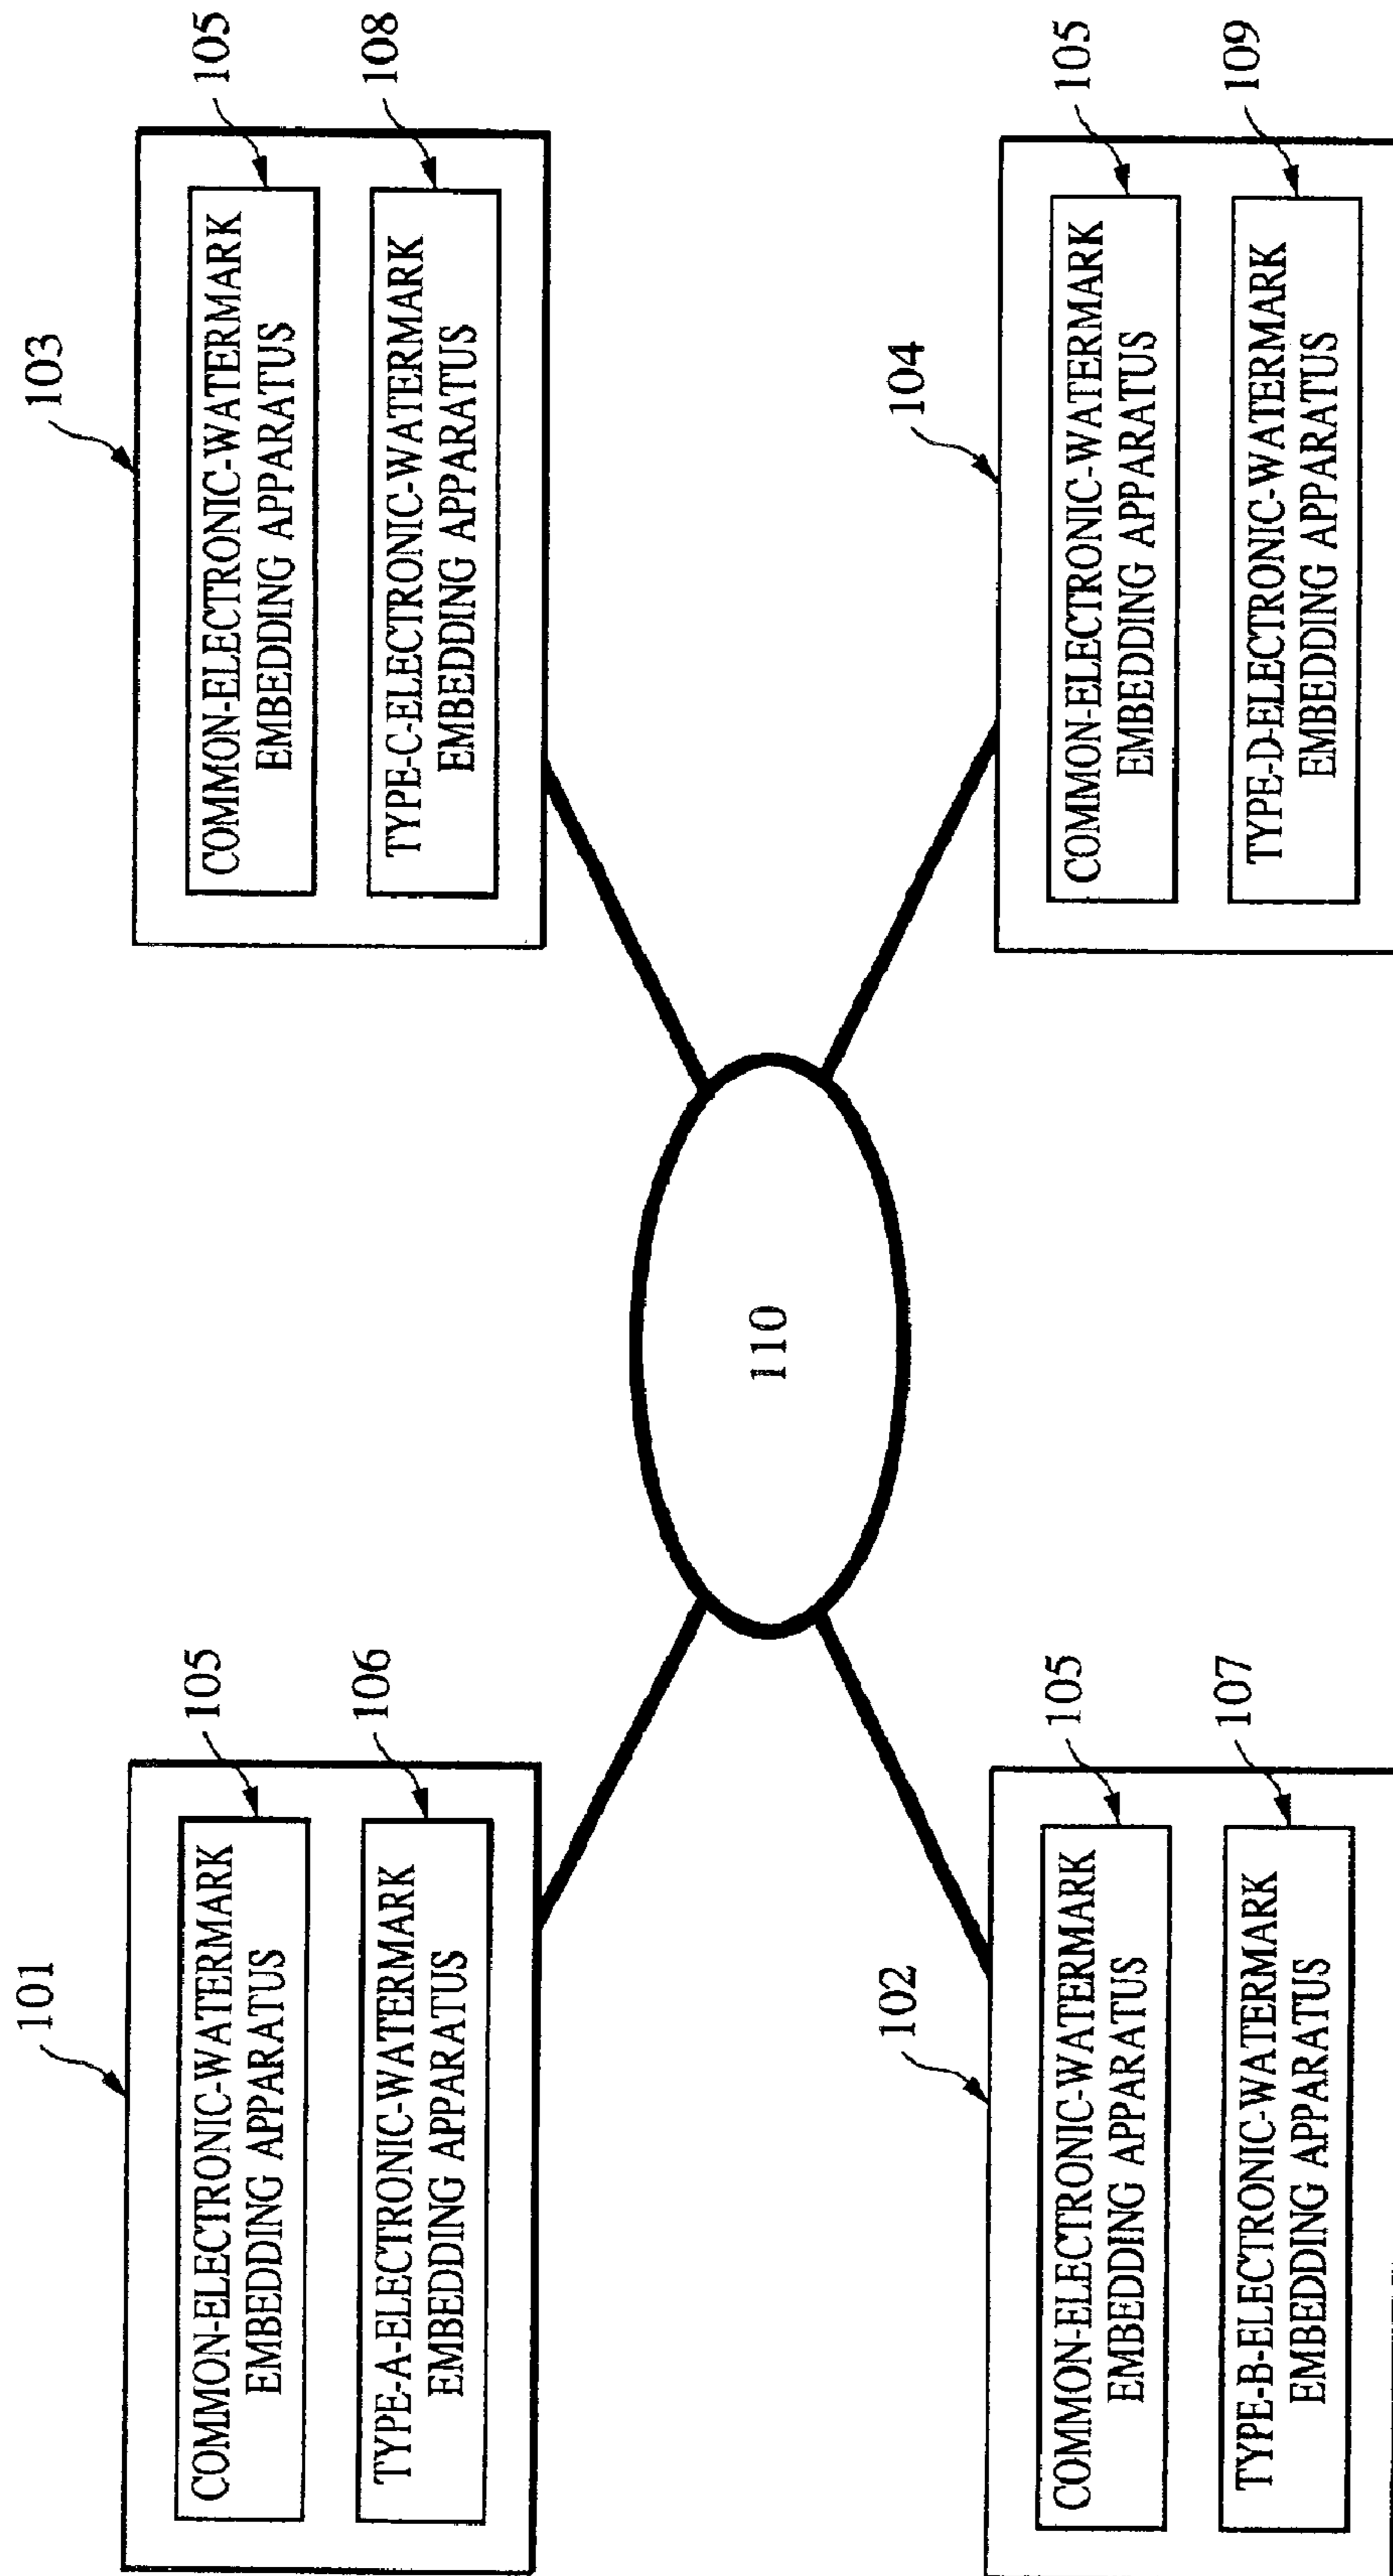 101
COMMON-ELECTRONIC-WATERMARK
EMBEDDING APPARATUS
105
TYPE-A-ELECTRONIC-WATERMARK
EMBEDDING APPARATUS
106
103
COMMON-ELECTRONIC-WATERMARK
EMBEDDING APPARATUS
105
TYPE-C-ELECTRONIC-WATERMARK
EMBEDDING APPARATUS
108
110
102
COMMON-ELECTRONIC-WATERMARK
EMBEDDING APPARATUS
105
TYPE-B-ELECTRONIC-WATERMARK
EMBEDDING APPARATUS
107
104
COMMON-ELECTRONIC-WATERMARK
EMBEDDING APPARATUS
105
TYPE-D-ELECTRONIC-WATERMARK
EMBEDDING APPARATUS
109